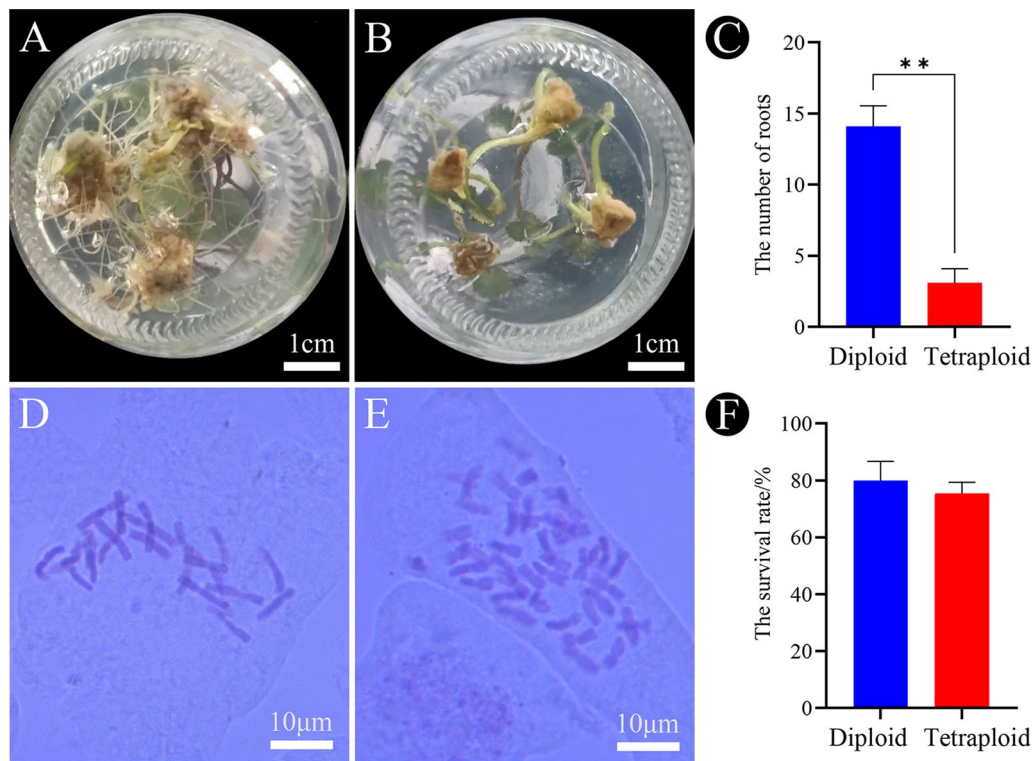 A
1cm
B
1cm
C
The number of roots
20
15
10
5
0
**
Diploid Tetraploid
D
10μm
E
10μm
F
The survival rate/%
100
80
60
40
20
0
Diploid Tetraploid